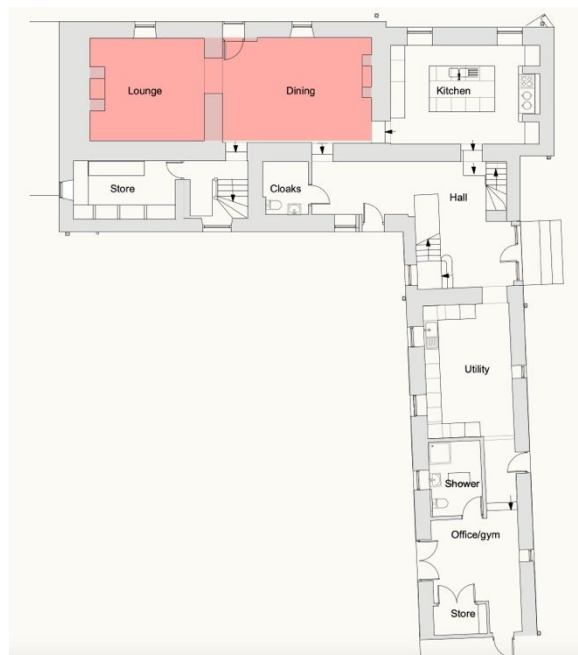 Lounge
Dining
Kitchen
Store
Cloaks
Hall
Utility
Shower
Office/gym
Store